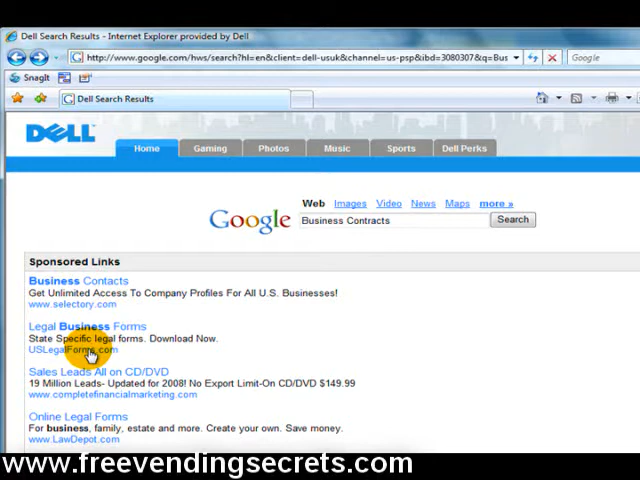 Dell Search Results - Internet Explorer provided by Dell
http://www.google.com/hws/search?hl=en&client=dell-usuk&channel=us-psp&ibd=3080307&q=Bus
Google
SnagIt
Dell Search Results
DELL
Home Gaming Photos Music Sports Dell Perks
Web Images Video News Maps more »
Google Business Contracts Search
Sponsored Links
Business Contacts
Get Unlimited Access To Company Profiles For All U.S. Businesses!
www.selectory.com
Legal Business Forms
State Specific legal forms. Download Now.
USLegalForms.com
Sales Leads All on CD/DVD
19 Million Leads- Updated for 2008! No Export Limit-On CD/DVD $149.99
www.completefinancialmarketing.com
Online Legal Forms
For business, family, estate and more. Create your own. Save money.
www.LawDepot.com
www.freevendingsecrets.com